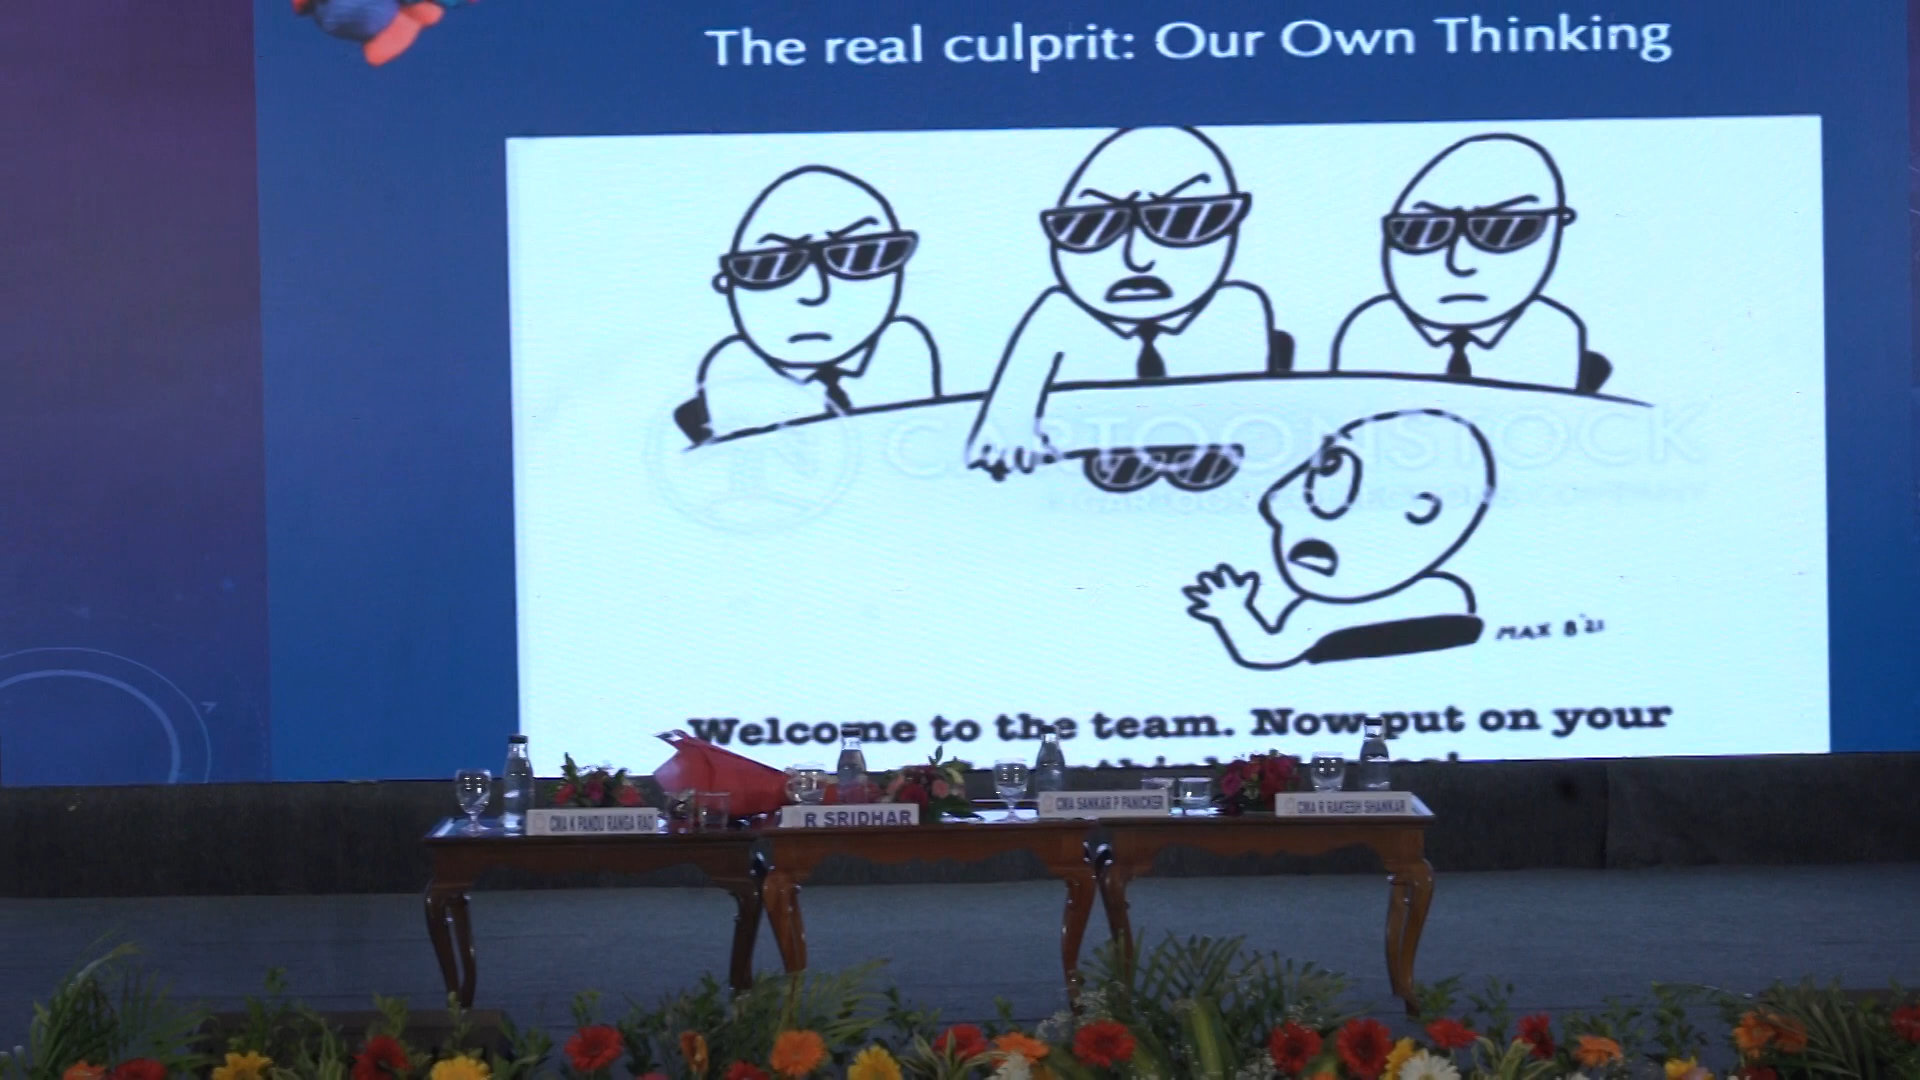 The real culprit: Our Own Thinking
CARTOONSTOCK
MAX B '21
Welcome to the team. Now put on your
CMA K PANDU RANGA RAO
R SRIDHAR
CMA SANKAR P PANICKER
CMA R RAKESH SHANKAR